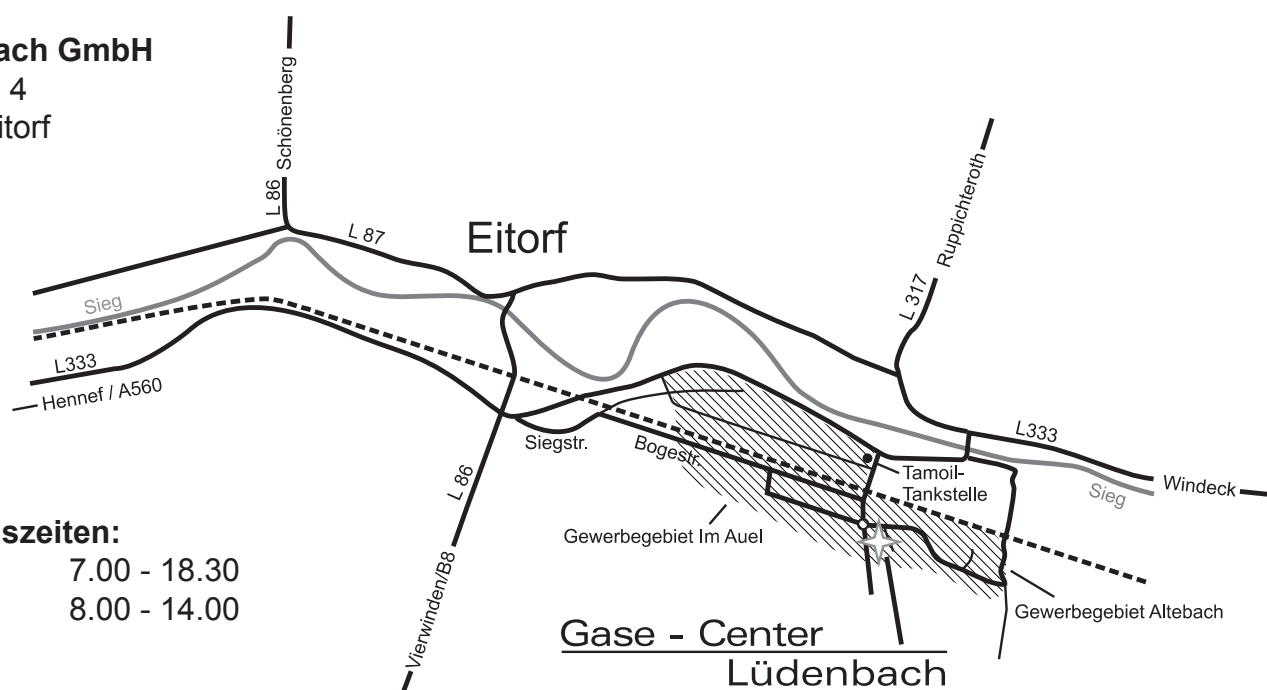 ach GmbH
4
itorf
L 86 Schönenberg
L 87
Eitorf
L 317 Ruppichteroth
Sieg
L333
Hennef / A560
Siegstr.
Bogestr.
L 86
Vierwinden/B8
Tamoil-
Tankstelle
L333
Sieg
Windeck
Gewerbegebiet Im Auel
Gewerbegebiet Altebach
szeiten:
7.00 - 18.30
8.00 - 14.00
Gase - Center
Lüdenbach